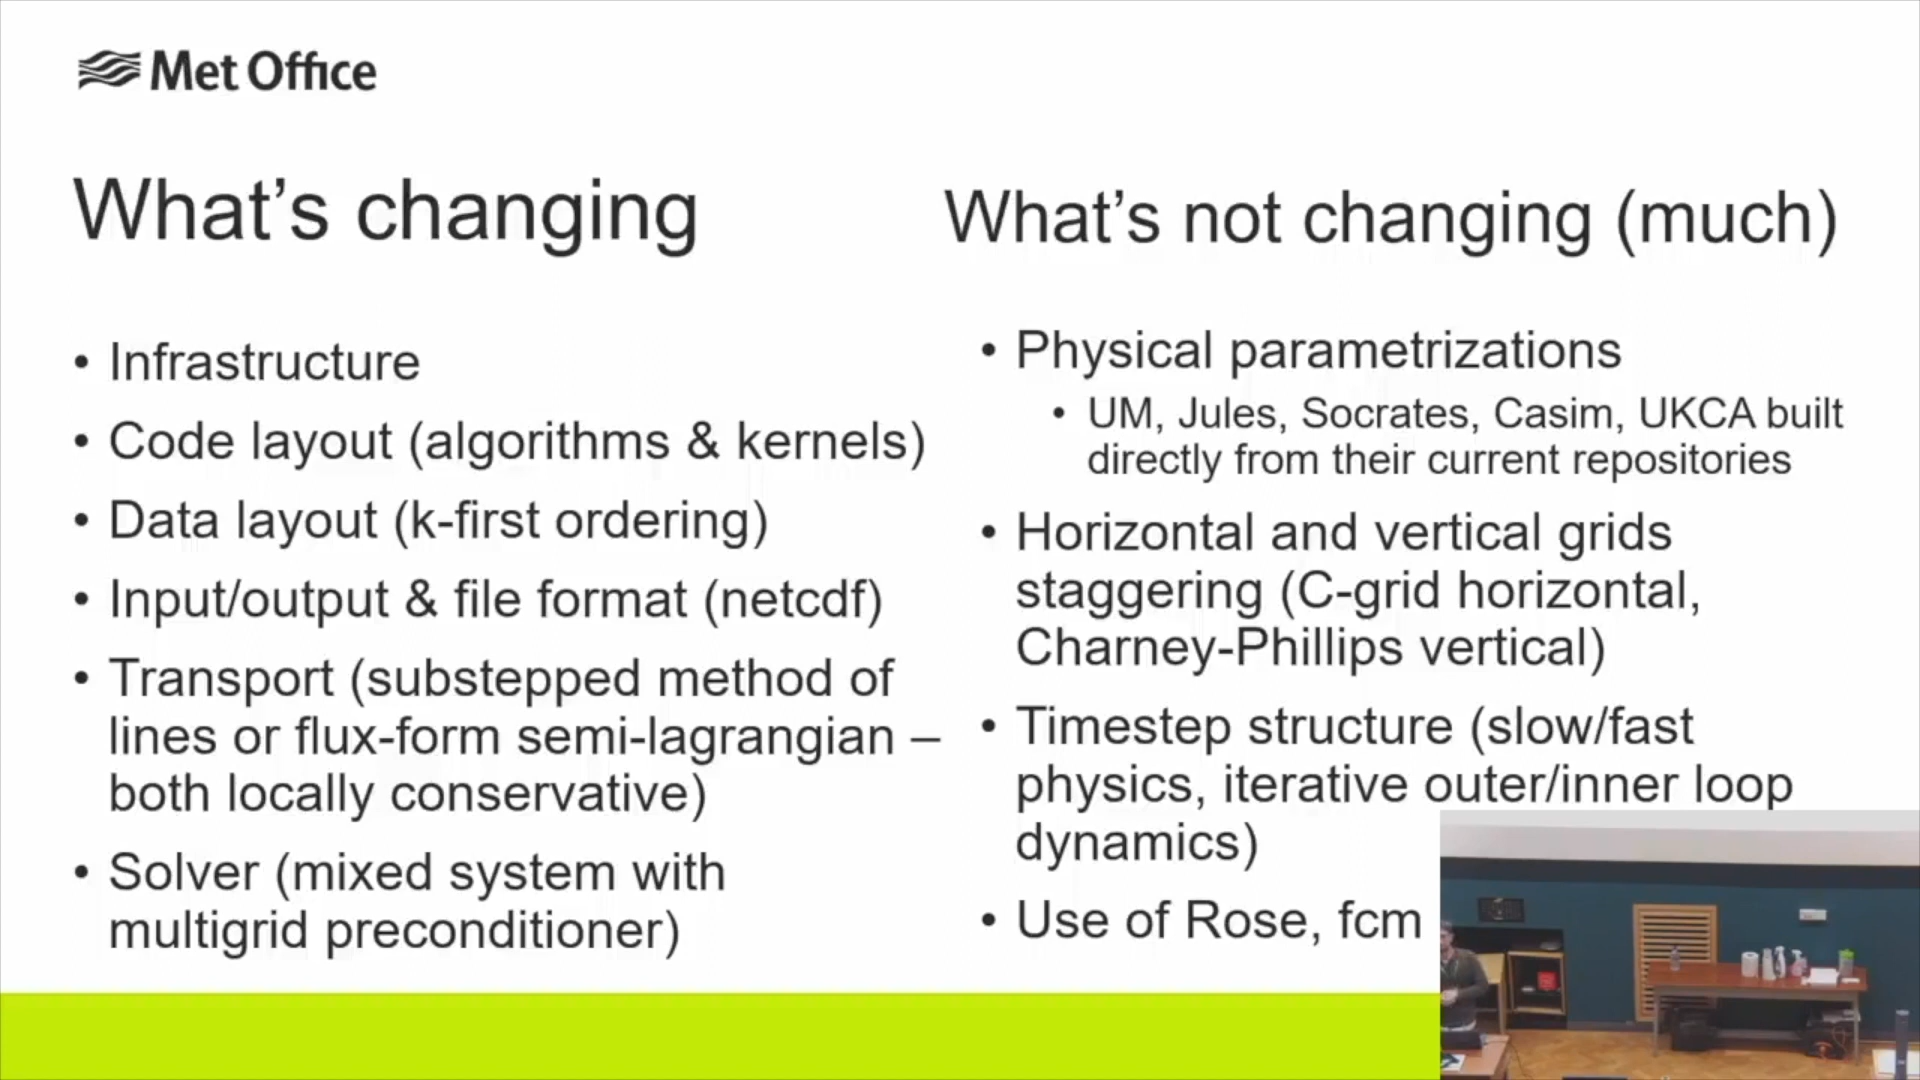 Met Office
What's changing
• Infrastructure
• Code layout (algorithms & kernels)
• Data layout (k-first ordering)
• Input/output & file format (netcdf)
• Transport (substepped method of
lines or flux-form semi-lagrangian –
both locally conservative)
• Solver (mixed system with
multigrid preconditioner)
What's not changing (much)
• Physical parametrizations
• UM, Jules, Socrates, Casim, UKCA built
directly from their current repositories
• Horizontal and vertical grids
staggering (C-grid horizontal,
Charney-Phillips vertical)
• Timestep structure (slow/fast
physics, iterative outer/inner loop
dynamics)
• Use of Rose, fcm